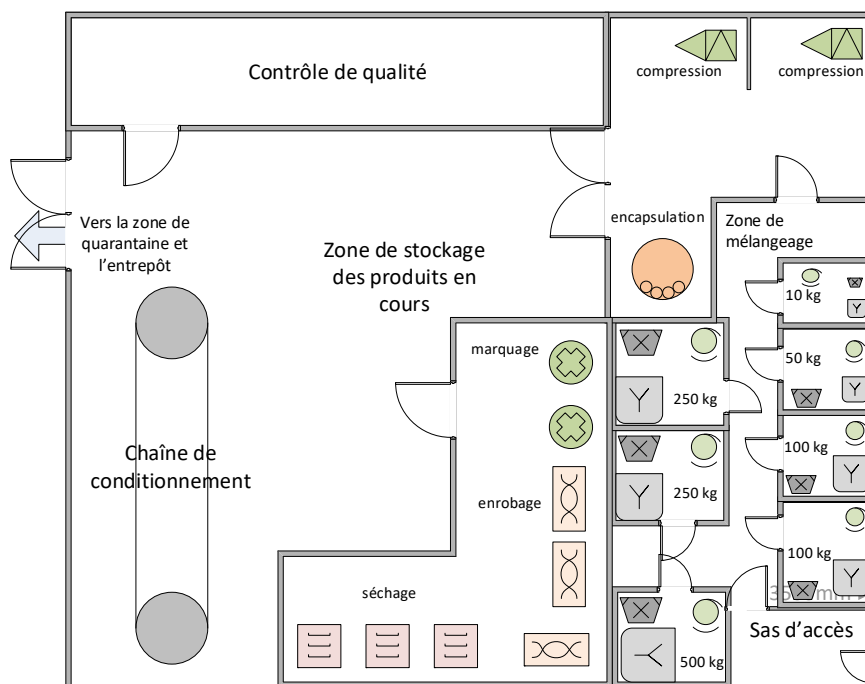 Contrôle de qualité
compression
compression
Vers la zone de
quarantaine et
l'entrepôt
Zone de stockage
des produits en
cours
encapsulation
Zone de
mélangeage
10 kg
50 kg
100 kg
100 kg
marquage
250 kg
250 kg
enrobage
Chaîne de
conditionnement
séchage
500 kg
Sas d'accès